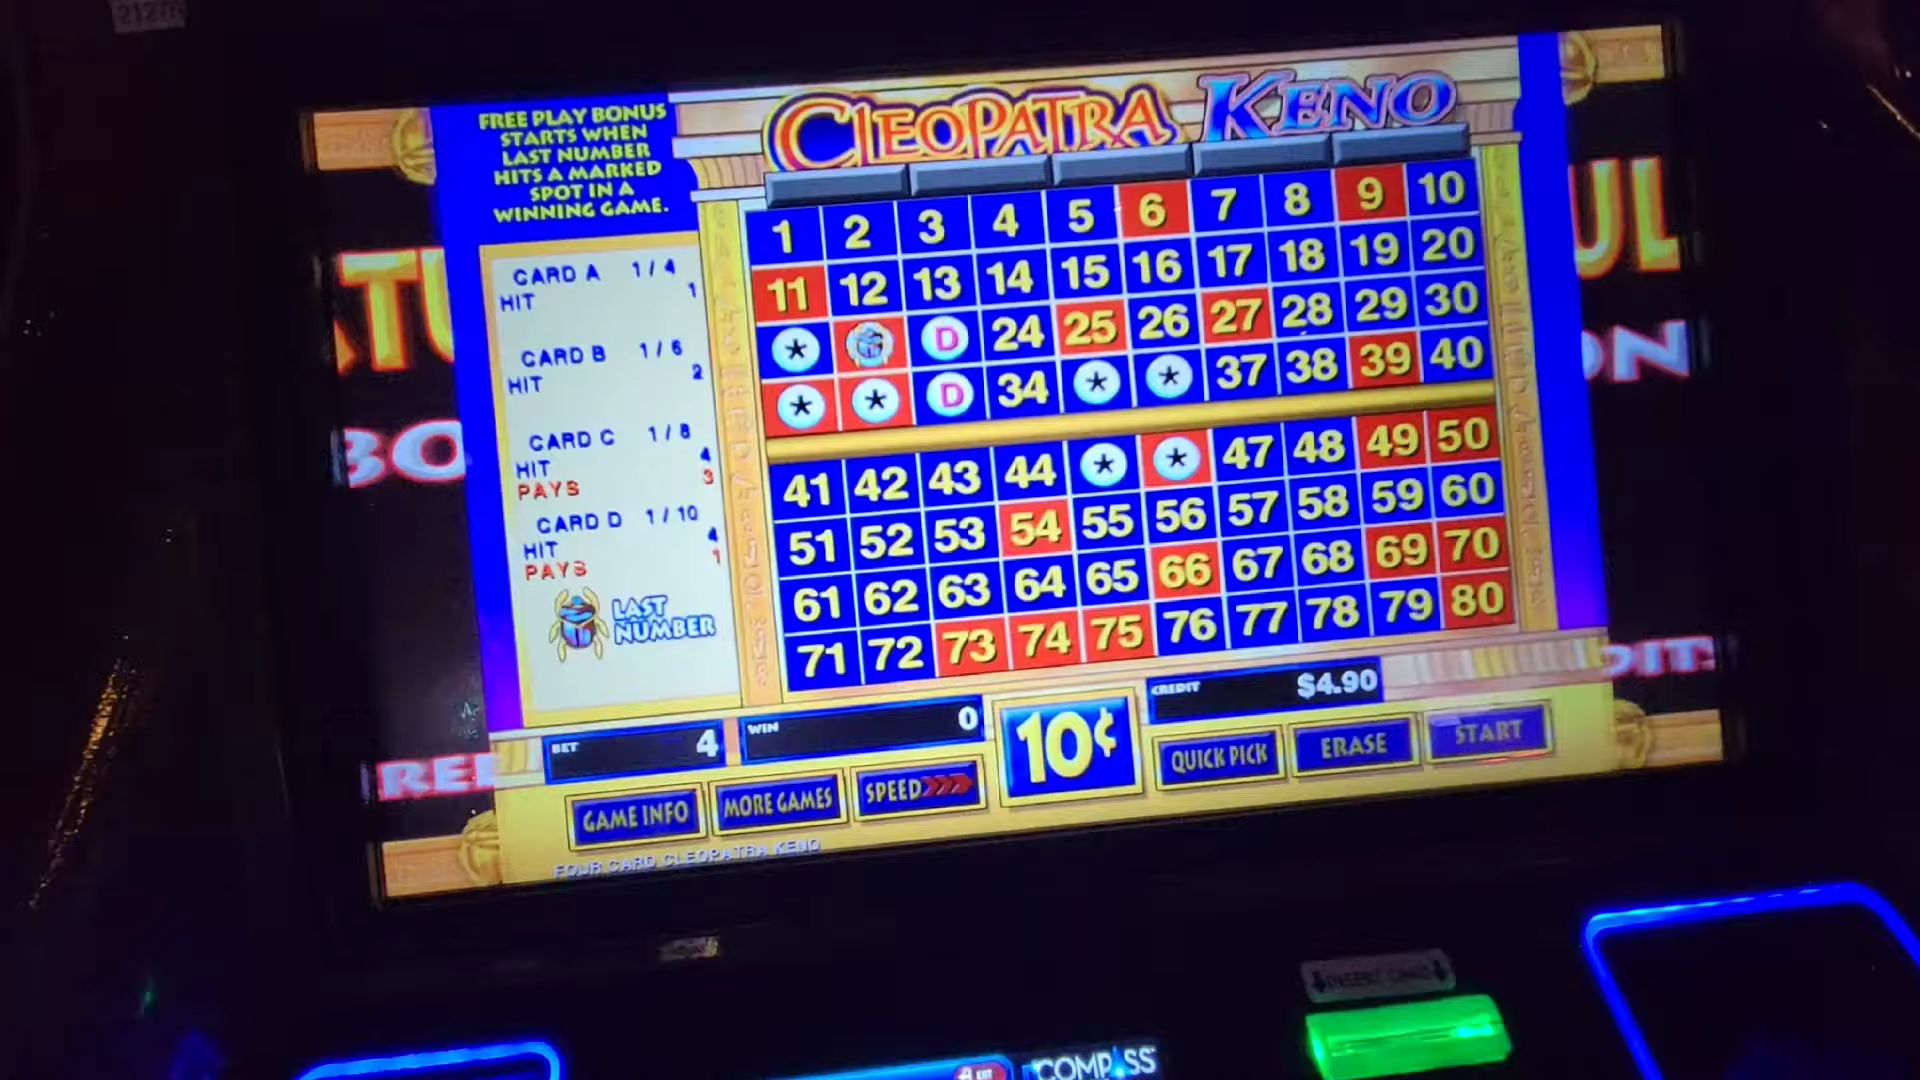 2127
CLEOPATRA KENO
FREE PLAY BONUS
STARTS WHEN
LAST NUMBER
HITS A MARKED
SPOT IN A
WINNING GAME.
CARD A 1/4
HIT 1
CARD B 1/6
HIT 2
CARD C 1/8
HIT 4
PAYS 3
CARD D 1/10
HIT 4
PAYS 1
LAST
NUMBER
1 2 3 4 5 6 7 8 9 10
11 12 13 14 15 16 17 18 19 20
D 24 25 26 27 28 29 30
D 34 37 38 39 40
41 42 43 44 47 48 49 50
51 52 53 54 55 56 57 58 59 60
61 62 63 64 65 66 67 68 69 70
71 72 73 74 75 76 77 78 79 80
BET 4
WIN 0
10¢
CREDIT $4.90
GAME INFO
MORE GAMES
SPEED
QUICK PICK
ERASE
START
FOUR CARD CLEOPATRA KENO
INSERT CARD
EXIT
COMPASS